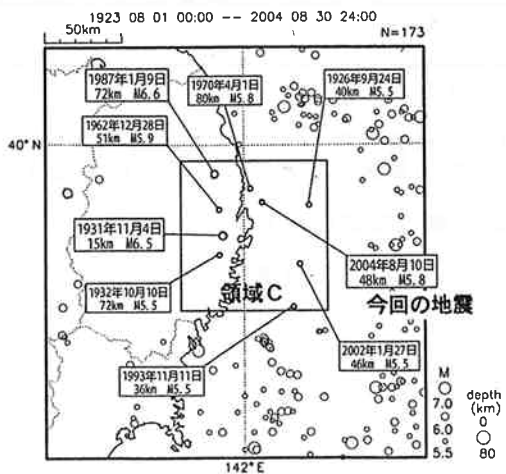 1923 08 01 00:00 -- 2004 08 30 24:00
50km
N=173
1987年1月9日
72km M6.6
1970年4月1日
80km M5.8
1926年9月24日
40km M5.5
1962年12月28日
51km M5.9
40°N
1931年11月4日
15km M6.5
2004年8月10日
48km M5.8
1932年10月10日
72km M5.5
領域C
今回の地震
2002年1月27日
46km M5.5
1993年11月11日
36km M5.5
M
7.0
6.0
5.5
depth
(km)
0
80
142°E